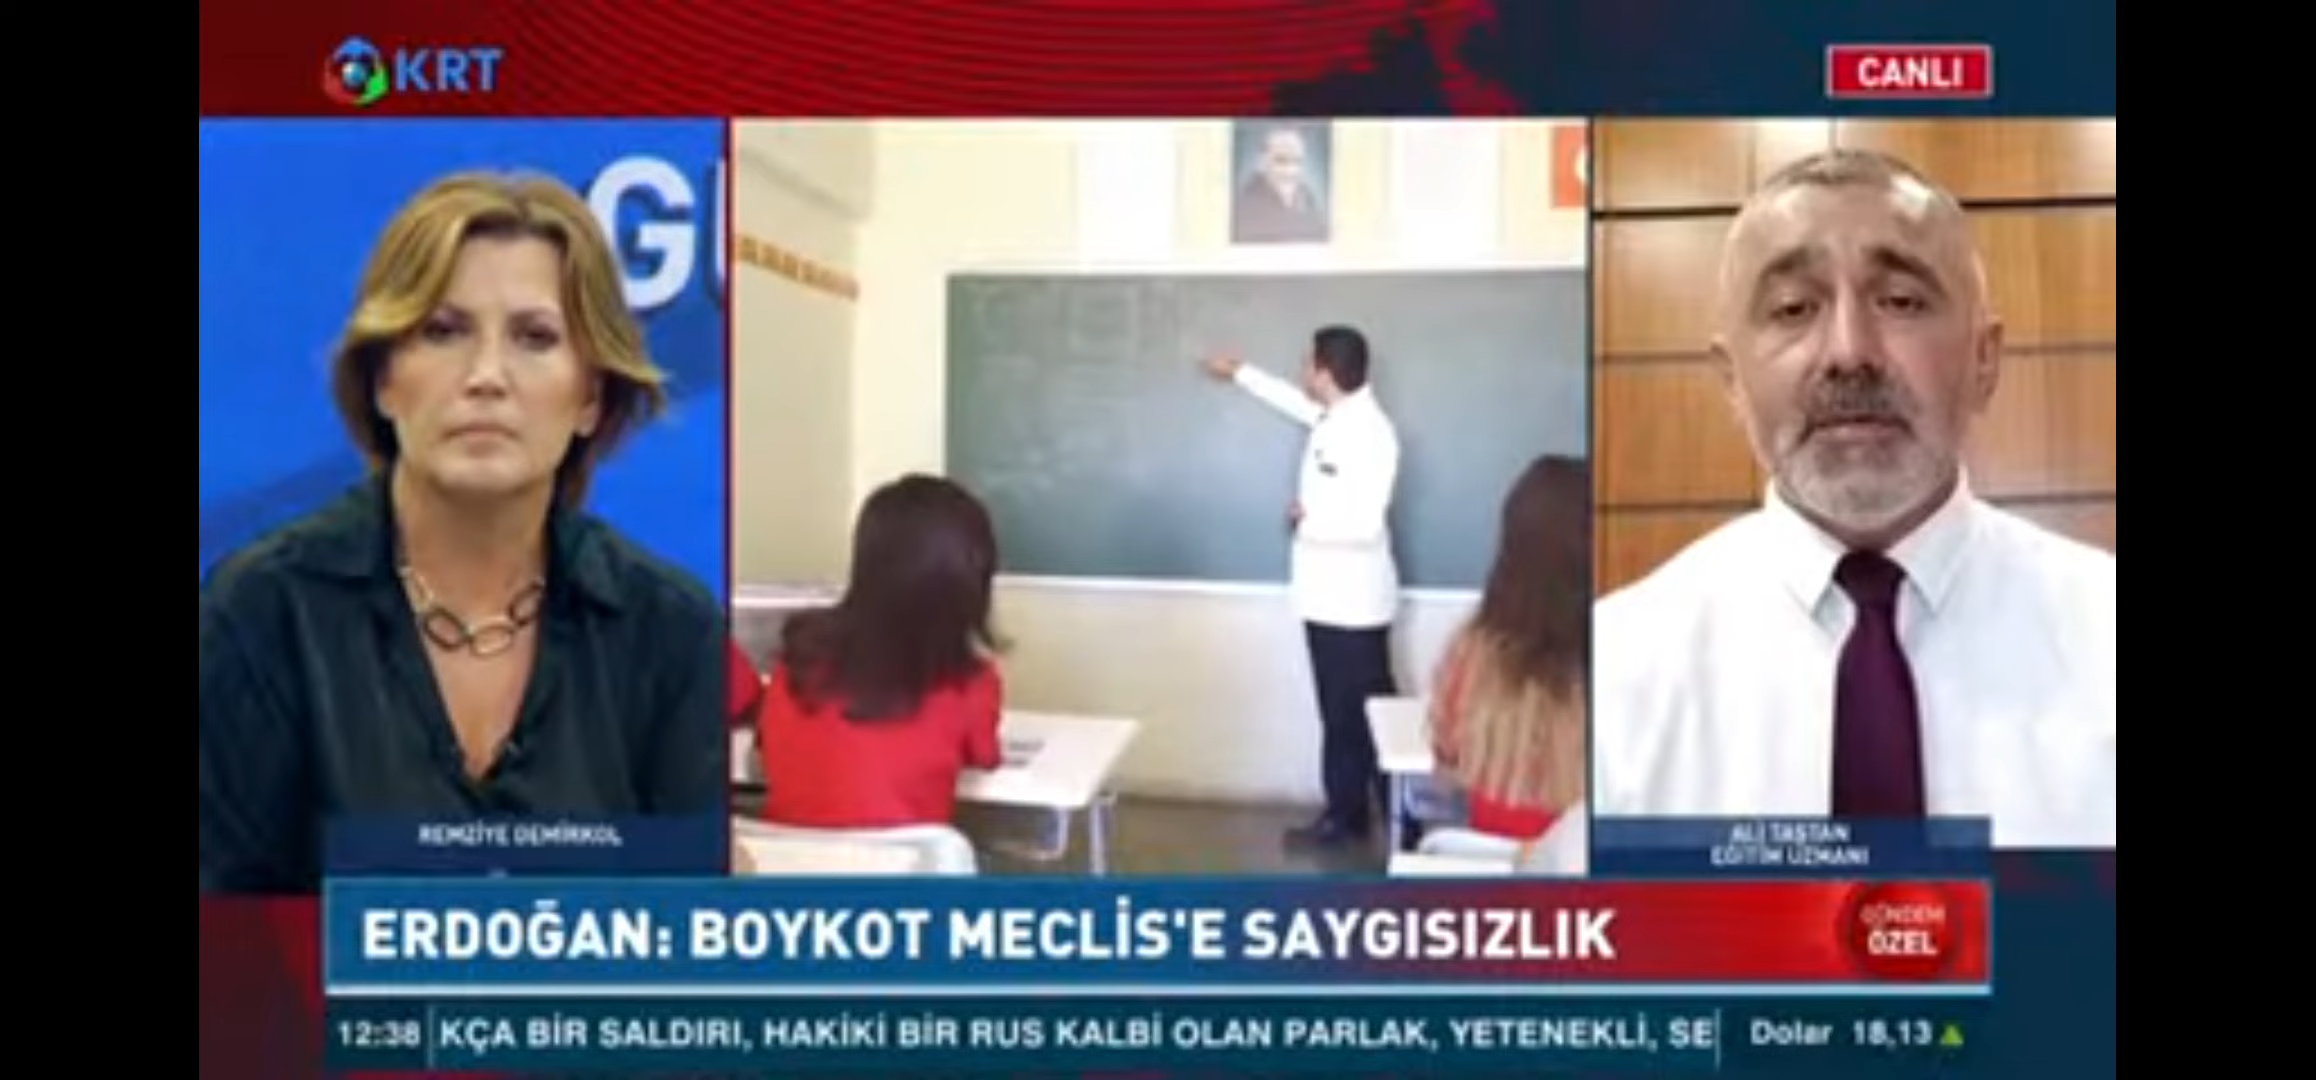 KRT
CANLI
GÜ
REMZİYE DEMİRKOL
ALİ TAŞTAN
EĞİTİM UZMANI
ERDOĞAN: BOYKOT MECLİS'E SAYGISIZLIK
GÜNDEM
ÖZEL
12:38
KÇA BİR SALDIRI, HAKİKİ BİR RUS KALBİ OLAN PARLAK, YETENEKLİ, SE
Dolar 18,13